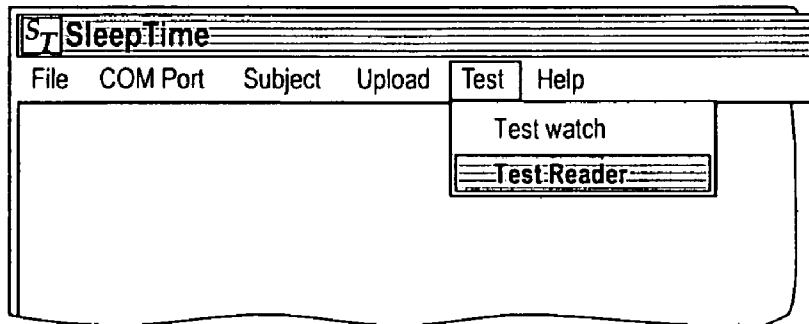 ST SleepTime
File COM Port Subject Upload Test Help
Test watch
Test Reader